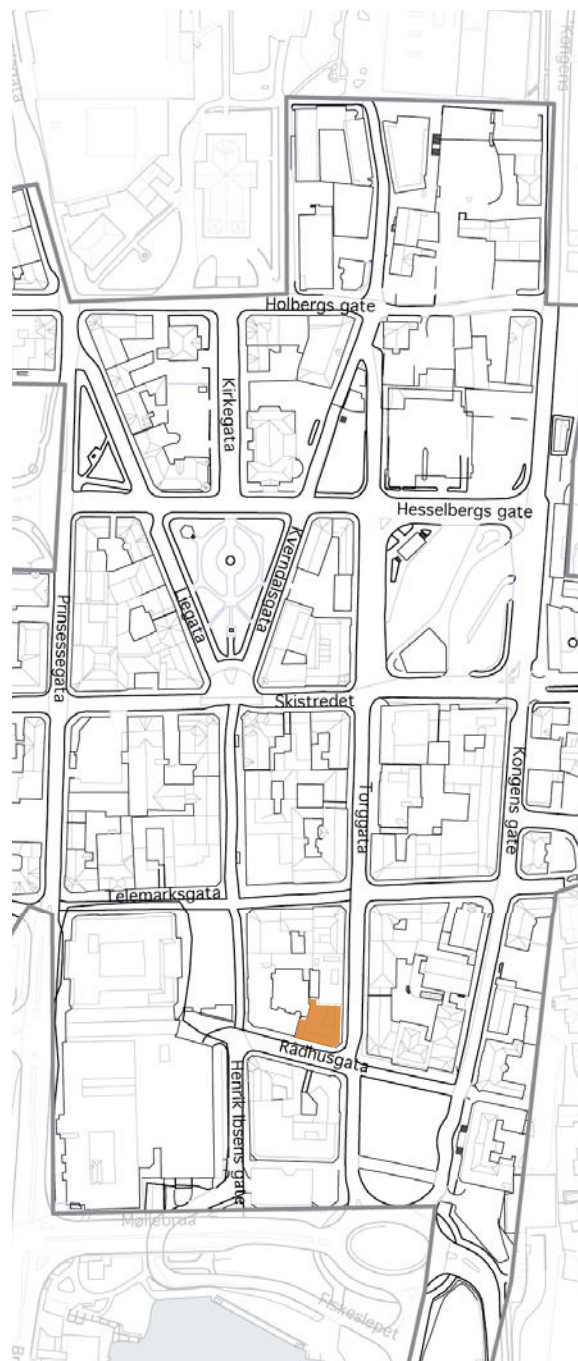 Kongens
Holbergs gate
Kirkegata
Hesselbergs gate
Kverndalsgata
Liegata
Prinsessegata
Skistredet
Torggata
Kongens gate
Telemarksgata
Rådhusgata
Henrik Ibsens gate
Møllebrua
Fiskeslepet